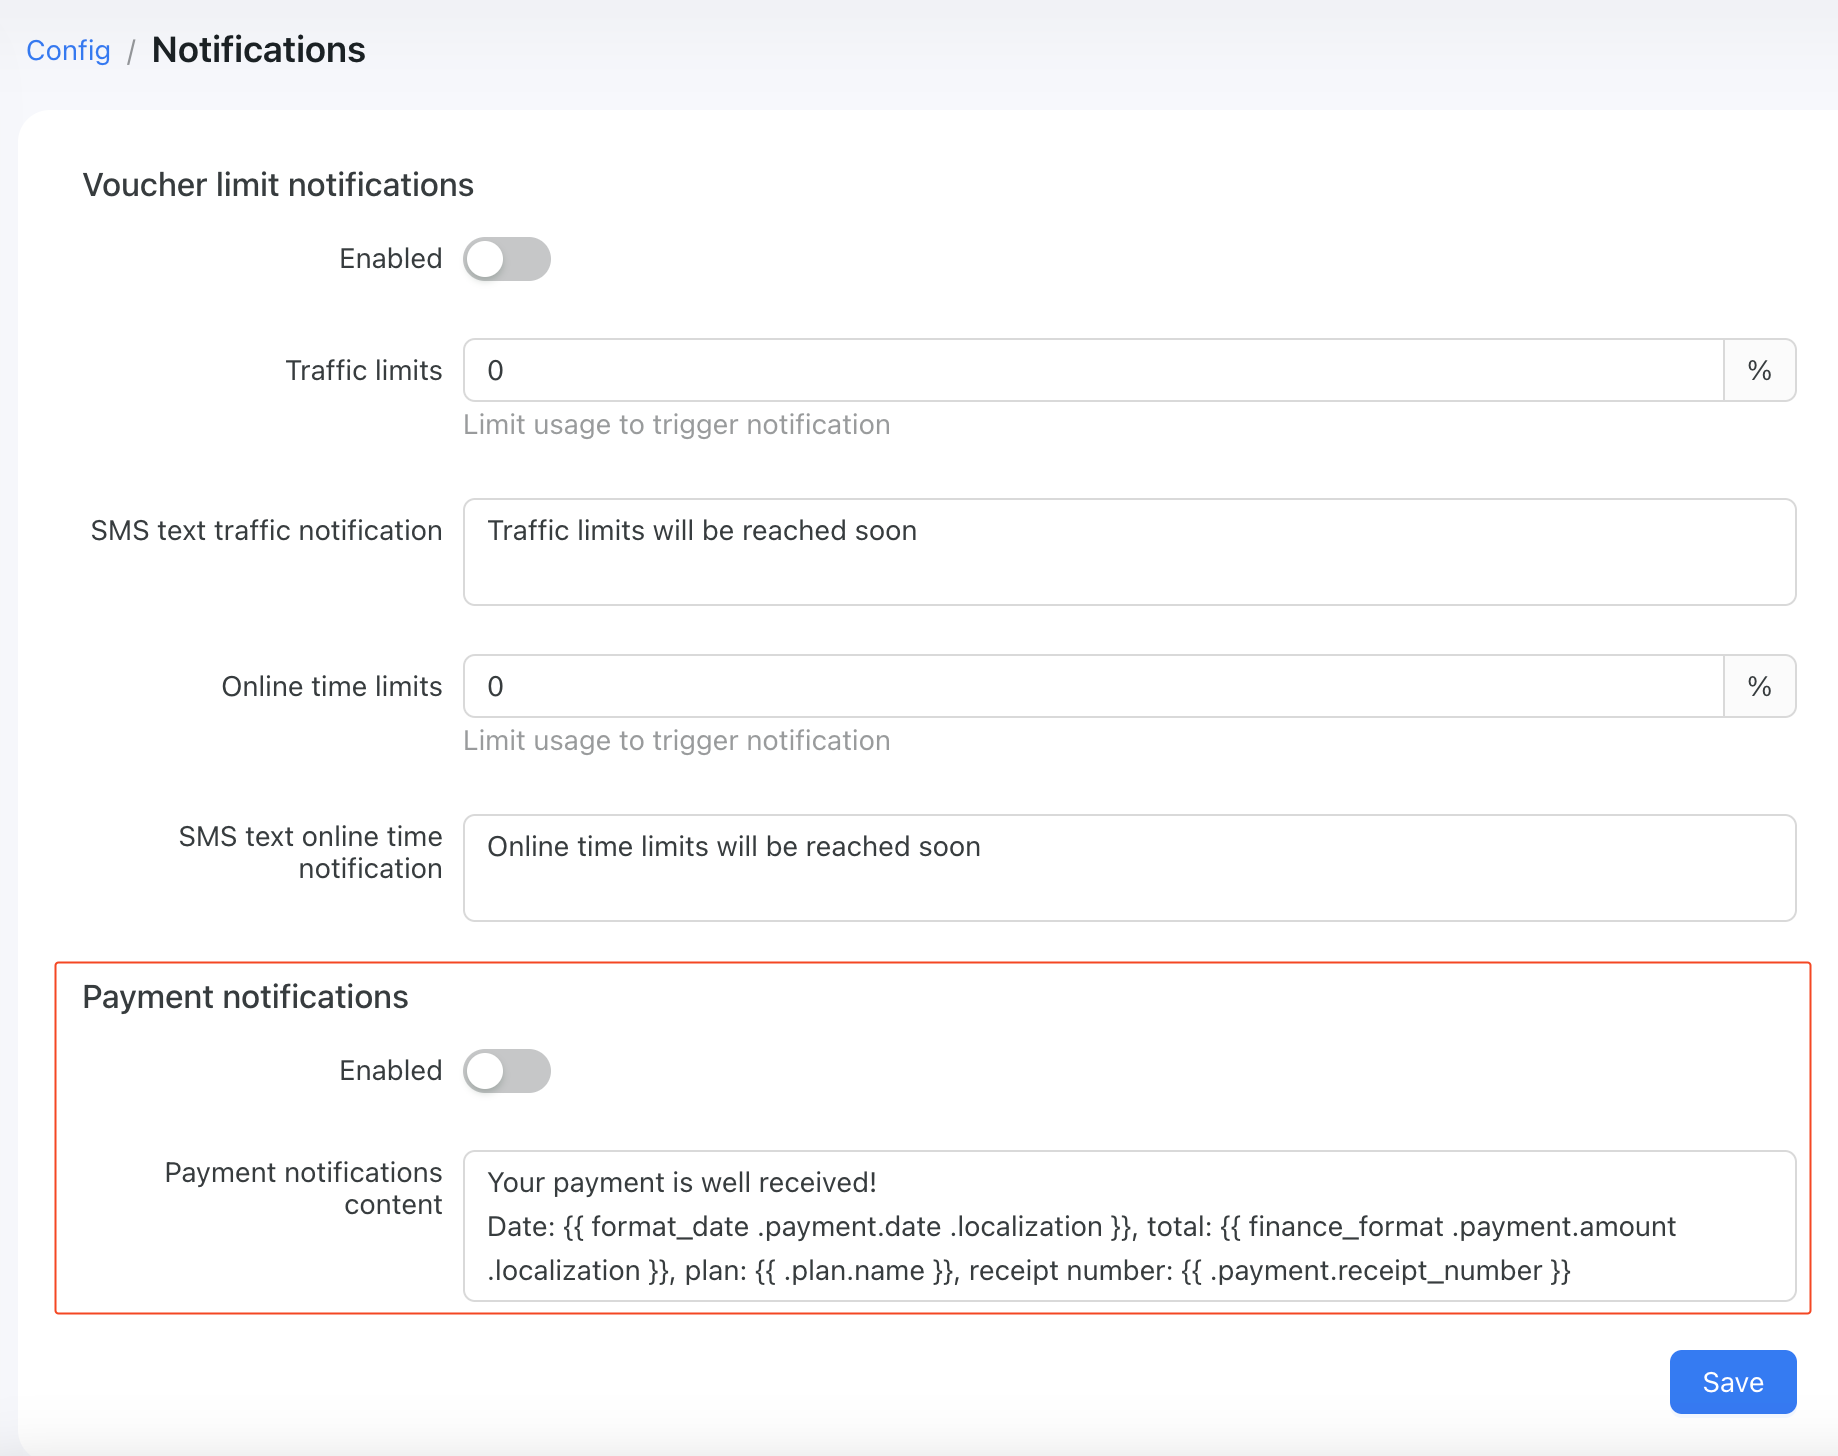 Config / Notifications
Voucher limit notifications
Enabled
Traffic limits 0 %
Limit usage to trigger notification
SMS text traffic notification Traffic limits will be reached soon
Online time limits 0 %
Limit usage to trigger notification
SMS text online time
notification
Online time limits will be reached soon
Payment notifications
Enabled
Payment notifications
content
Your payment is well received!
Date: {{ format_date .payment.date .localization }}, total: {{ finance_format .payment.amount
.localization }}, plan: {{ .plan.name }}, receipt number: {{ .payment.receipt_number }}
Save